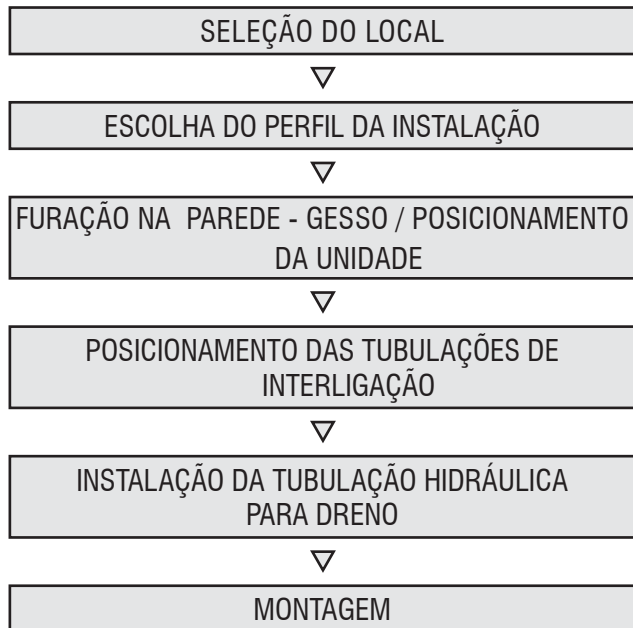 SELEÇÃO DO LOCAL
ESCOLHA DO PERFIL DA INSTALAÇÃO
FURAÇÃO NA PAREDE - GESSO / POSICIONAMENTO
DA UNIDADE
POSICIONAMENTO DAS TUBULAÇÕES DE
INTERLIGAÇÃO
INSTALAÇÃO DA TUBULAÇÃO HIDRÁULICA
PARA DRENO
MONTAGEM